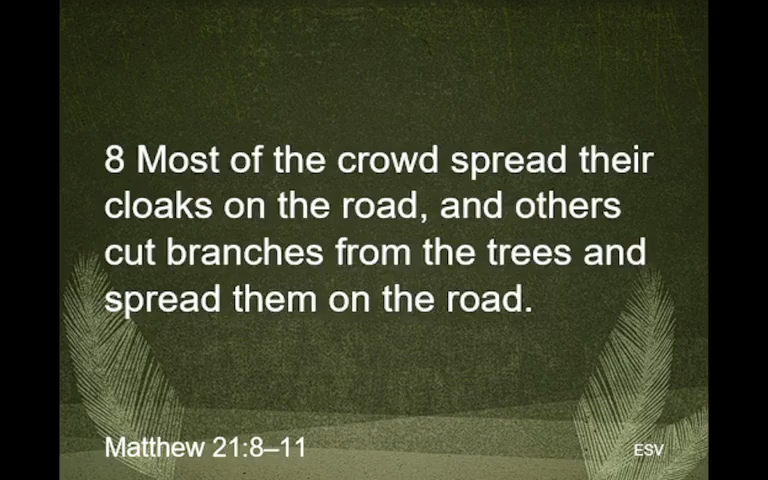 8 Most of the crowd spread their
cloaks on the road, and others
cut branches from the trees and
spread them on the road.
Matthew 21:8–11
ESV